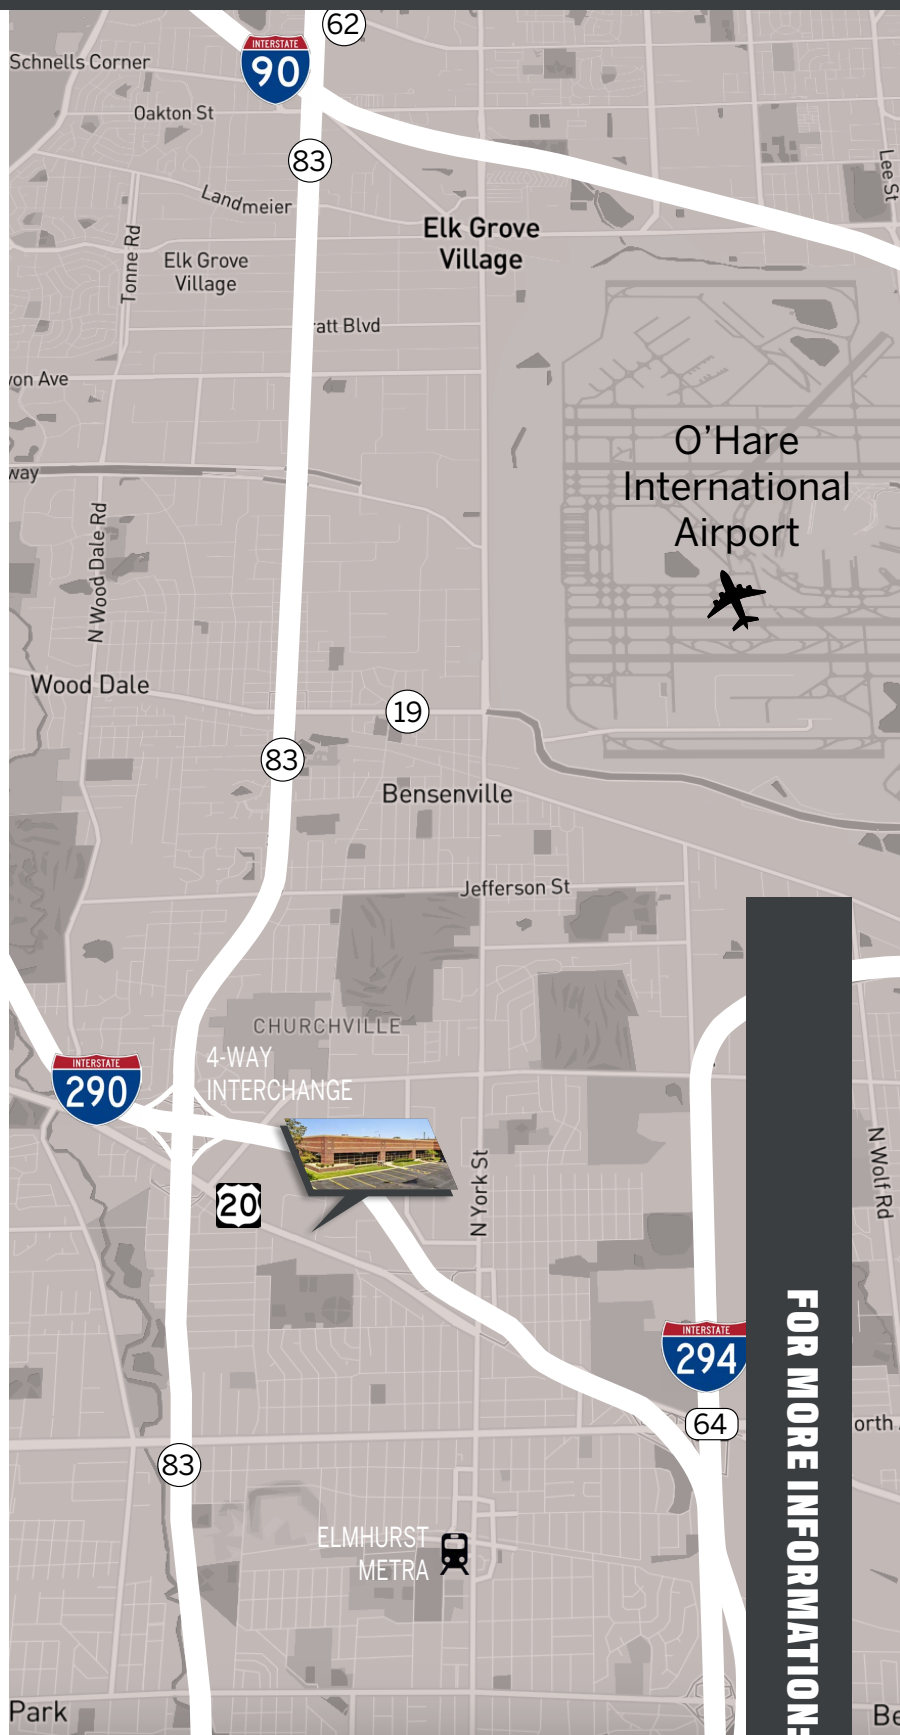 62
Schnells Corner
INTERSTATE
90
Oakton St
83
Lee St
Landmeier
Elk Grove
Village
Tonne Rd
Elk Grove
Village
ratt Blvd
yon Ave
O'Hare
International
Airport
way
N Wood Dale Rd
Wood Dale
19
83
Bensenville
Jefferson St
CHURCHVILLE
4-WAY
INTERCHANGE
INTERSTATE
290
N York St
N Wolf Rd
20
FOR MORE INFORMATION:
INTERSTATE
294
64
orth
83
ELMHURST
METRA
Park
Be